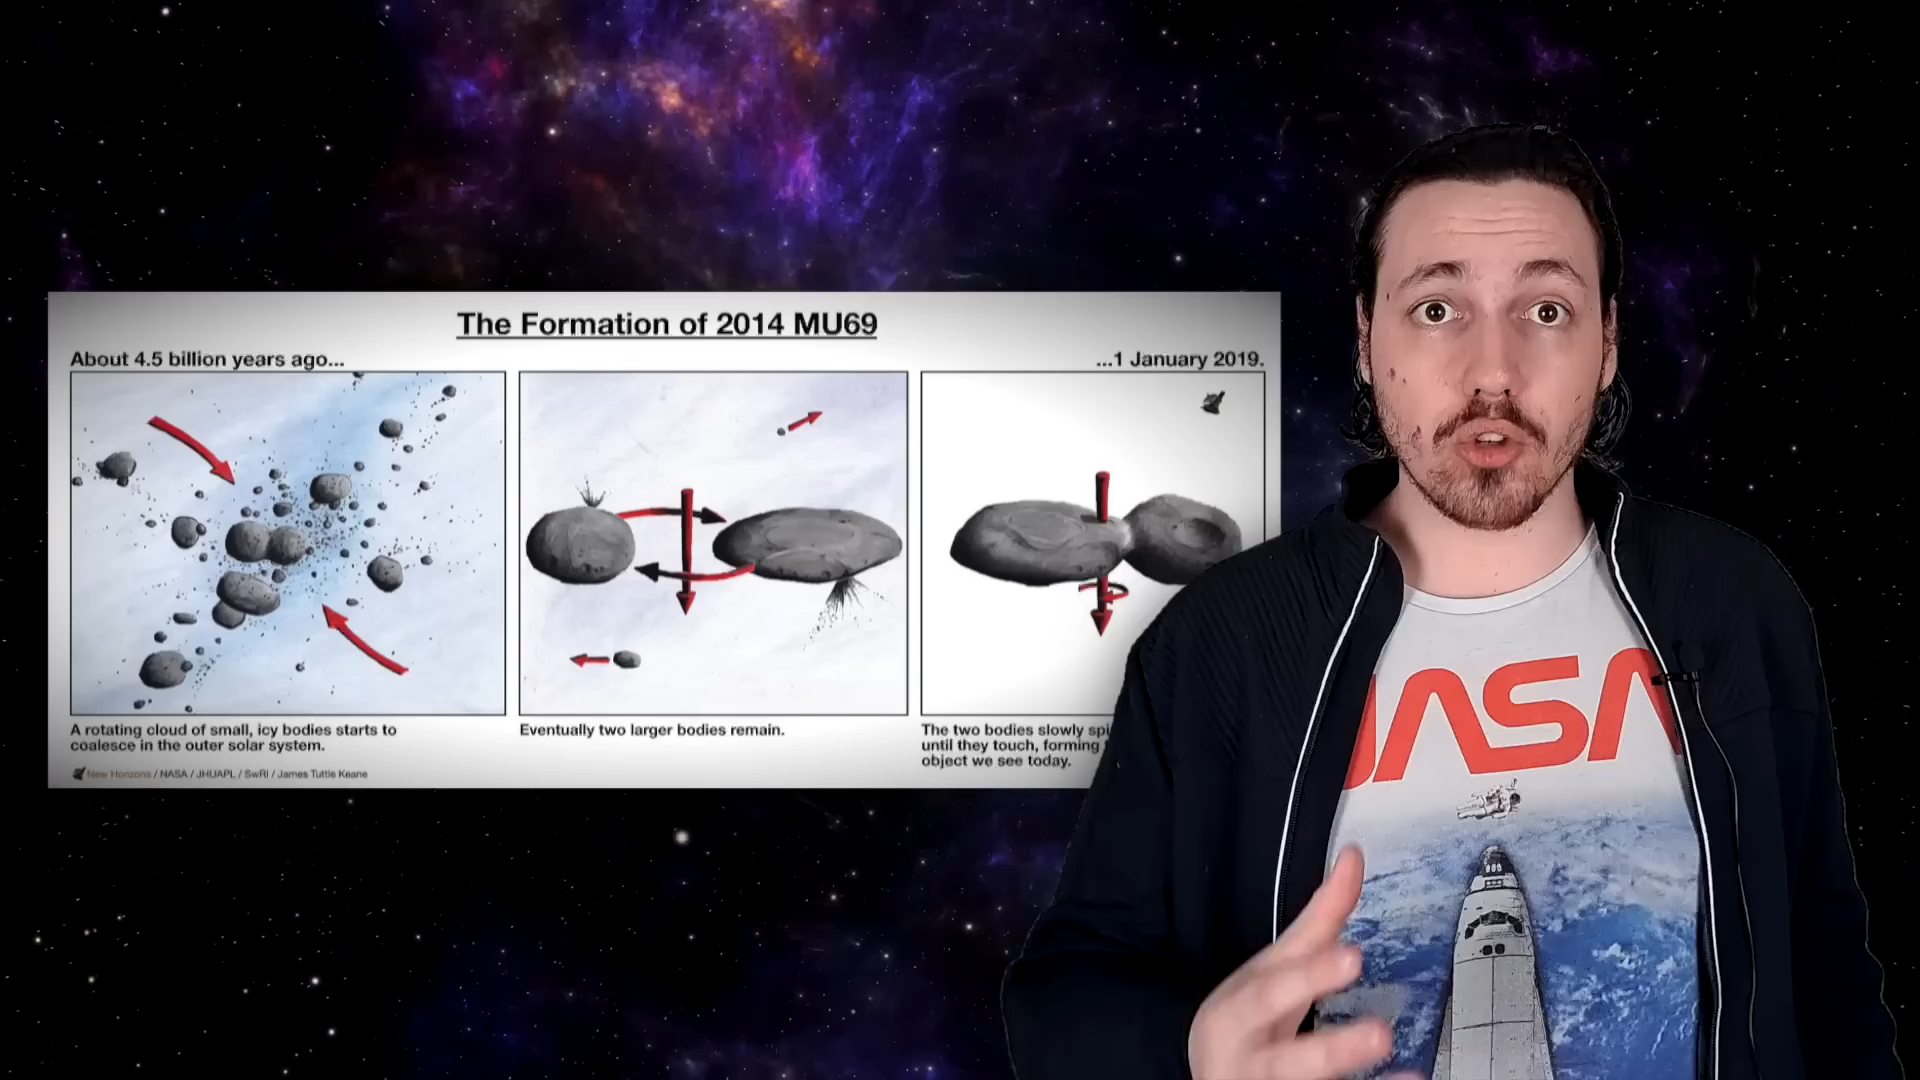 The Formation of 2014 MU69
About 4.5 billion years ago...
...1 January 2019.
A rotating cloud of small, icy bodies starts to
coalesce in the outer solar system.
Eventually two larger bodies remain.
The two bodies slowly spi
until they touch, forming
object we see today.
New Horizons / NASA / JHUAPL / SwRI / James Tuttle Keane
NASA